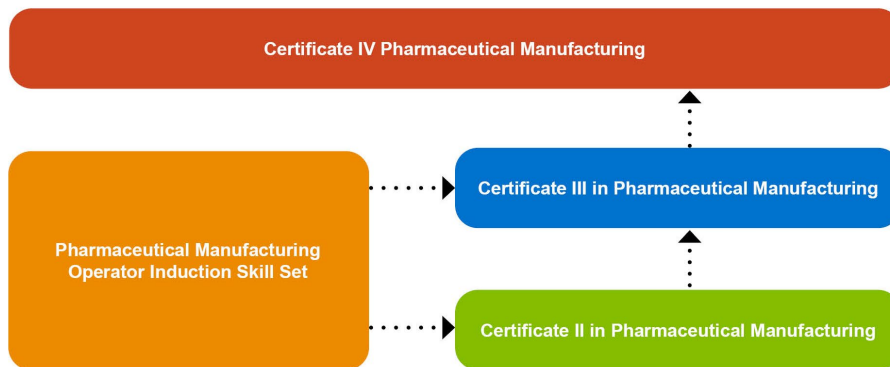 Certificate IV Pharmaceutical Manufacturing
Certificate III in Pharmaceutical Manufacturing
Pharmaceutical Manufacturing
Operator Induction Skill Set
Certificate II in Pharmaceutical Manufacturing